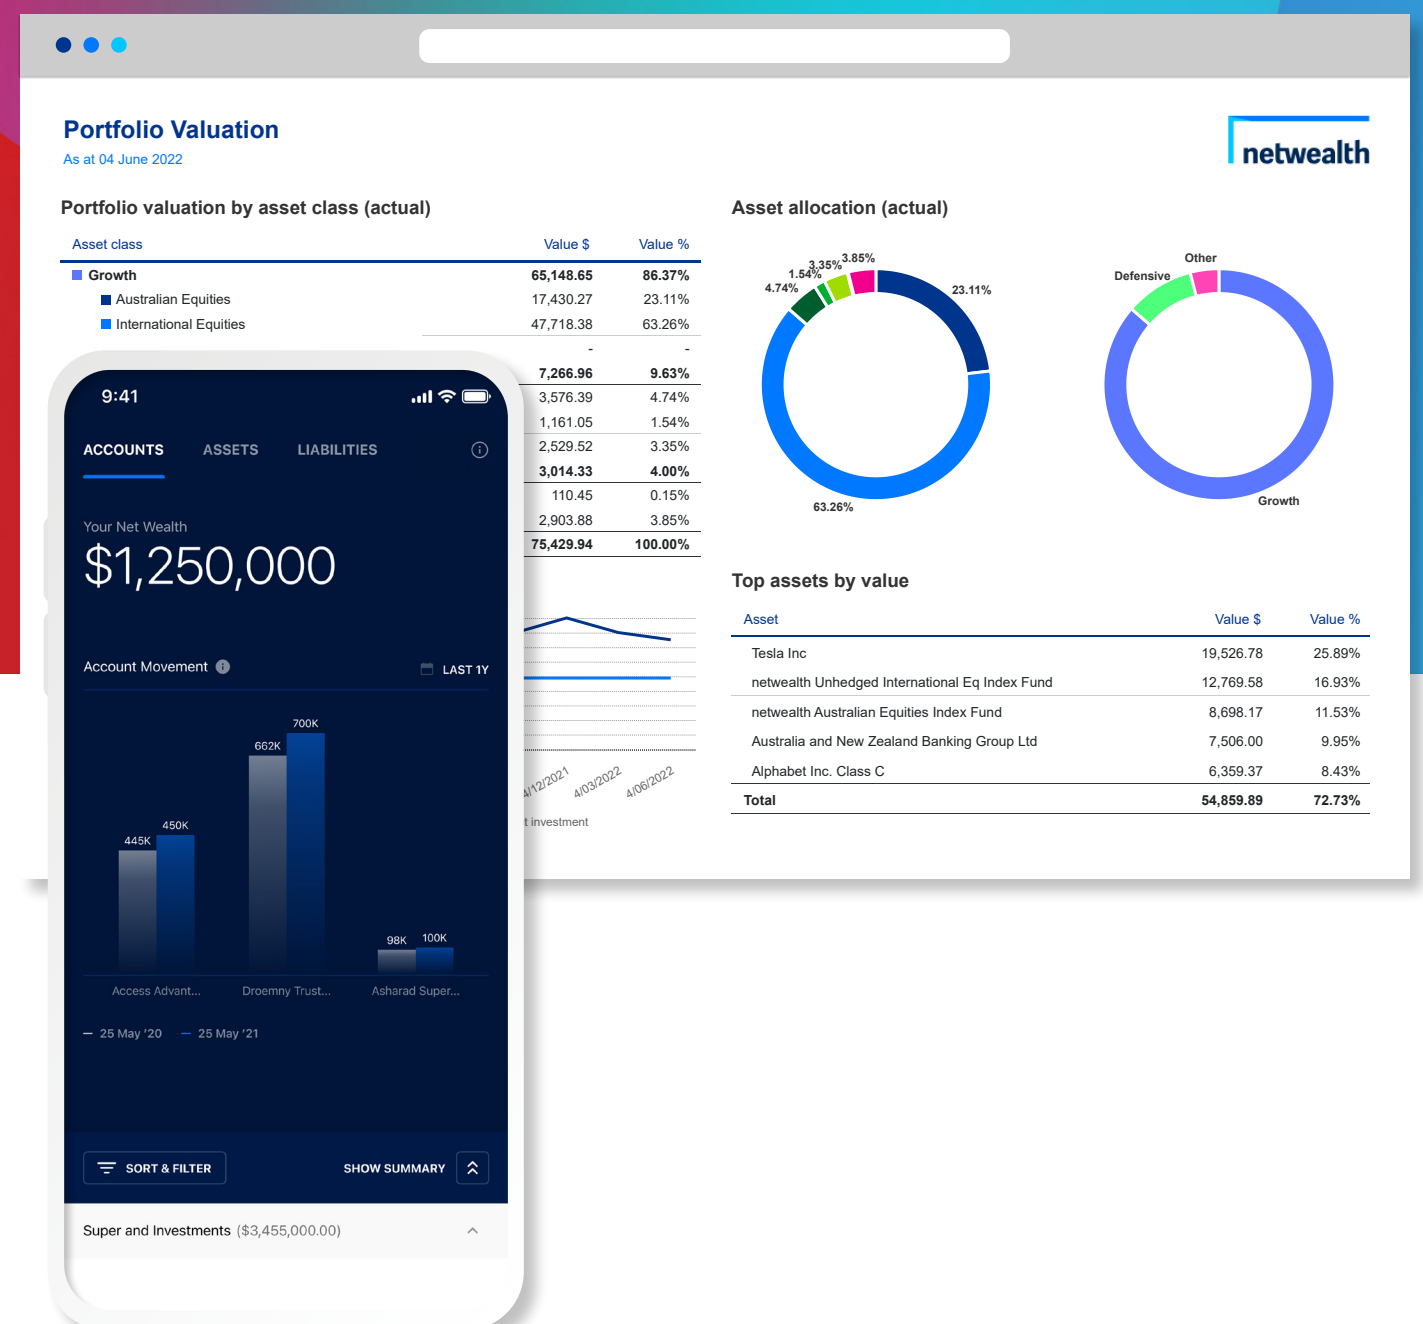 Portfolio Valuation
As at 04 June 2022
netwealth
Portfolio valuation by asset class (actual)
Asset class Value $ Value %
Growth 65,148.65 86.37%
Australian Equities 17,430.27 23.11%
International Equities 47,718.38 63.26%
- -
7,266.96 9.63%
3,576.39 4.74%
1,161.05 1.54%
2,529.52 3.35%
3,014.33 4.00%
110.45 0.15%
2,903.88 3.85%
75,429.94 100.00%
4/12/2021 4/03/2022 4/06/2022
t investment
Asset allocation (actual)
4.74% 1.54% 3.35% 3.85% 23.11%
63.26%
Other
Defensive
Growth
Top assets by value
Asset Value $ Value %
Tesla Inc 19,526.78 25.89%
netwealth Unhedged International Eq Index Fund 12,769.58 16.93%
netwealth Australian Equities Index Fund 8,698.17 11.53%
Australia and New Zealand Banking Group Ltd 7,506.00 9.95%
Alphabet Inc. Class C 6,359.37 8.43%
Total 54,859.89 72.73%
9:41
ACCOUNTS ASSETS LIABILITIES
Your Net Wealth
$1,250,000
Account Movement LAST 1Y
700K
662K
450K
445K
98K 100K
Access Advant... Droemny Trust... Asharad Super...
25 May '20 25 May '21
SORT & FILTER SHOW SUMMARY
Super and Investments ($3,455,000.00)